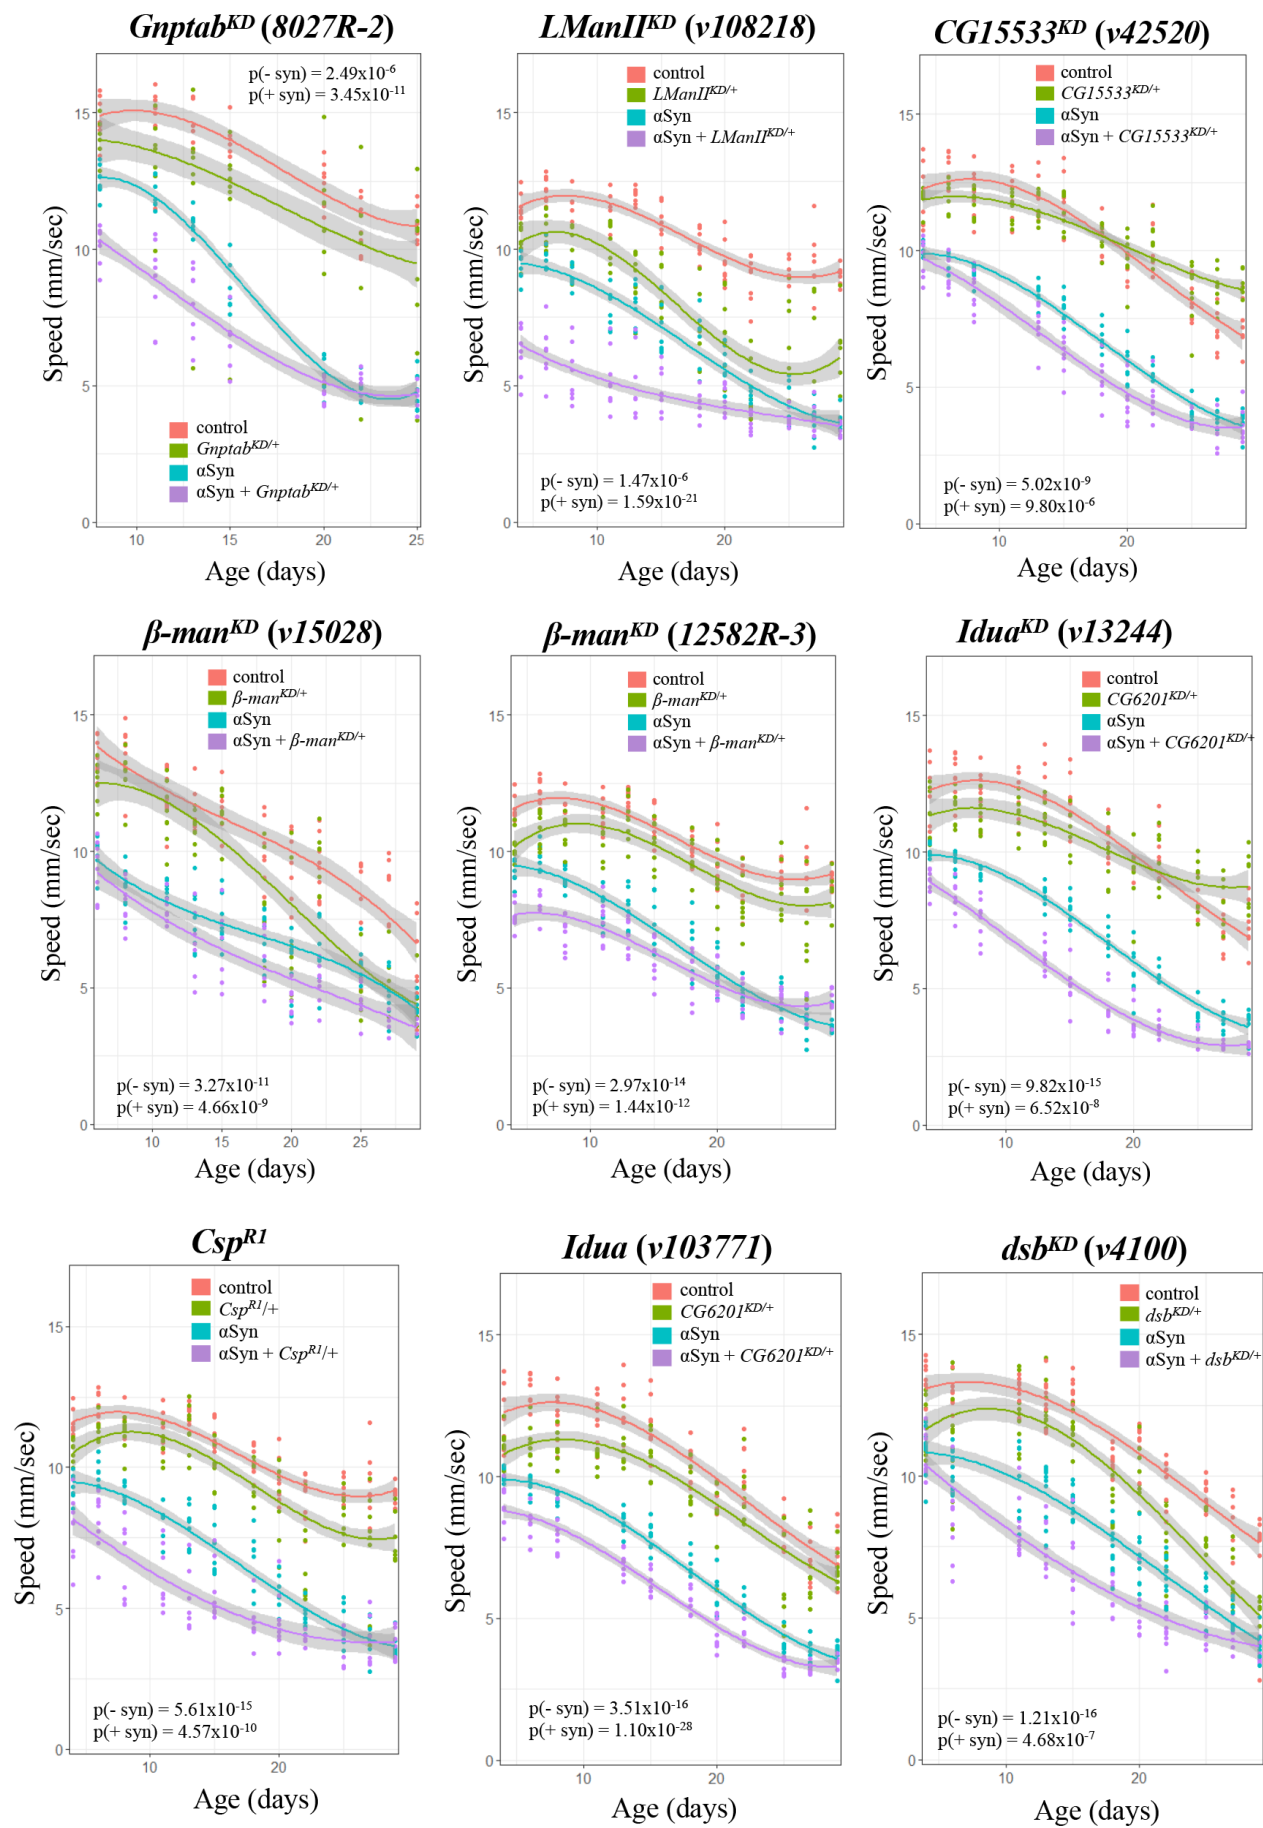 Gnptab^KD (8027R-2)
p(- syn) = 2.49x10^-6
p(+ syn) = 3.45x10^-11
15
10
5
0
Speed (mm/sec)
control
Gnptab^KD/+
αSyn
αSyn + Gnptab^KD/+
10 15 20 25
Age (days)
LManII^KD (v108218)
control
LManII^KD/+
αSyn
αSyn + LManII^KD/+
15
10
5
0
Speed (mm/sec)
p(- syn) = 1.47x10^-6
p(+ syn) = 1.59x10^-21
10 20
Age (days)
CG15533^KD (v42520)
control
CG15533^KD/+
αSyn
αSyn + CG15533^KD/+
15
10
5
0
Speed (mm/sec)
p(- syn) = 5.02x10^-9
p(+ syn) = 9.80x10^-6
10 20
Age (days)
β-man^KD (v15028)
control
β-man^KD/+
αSyn
αSyn + β-man^KD/+
15
10
5
0
Speed (mm/sec)
p(- syn) = 3.27x10^-11
p(+ syn) = 4.66x10^-9
10 15 20 25
Age (days)
β-man^KD (12582R-3)
control
β-man^KD/+
αSyn
αSyn + β-man^KD/+
15
10
5
0
Speed (mm/sec)
p(- syn) = 2.97x10^-14
p(+ syn) = 1.44x10^-12
10 20
Age (days)
Idua^KD (v13244)
control
CG6201^KD/+
αSyn
αSyn + CG6201^KD/+
15
10
5
0
Speed (mm/sec)
p(- syn) = 9.82x10^-15
p(+ syn) = 6.52x10^-8
10 20
Age (days)
Csp^R1
control
Csp^R1/+
αSyn
αSyn + Csp^R1/+
15
10
5
0
Speed (mm/sec)
p(- syn) = 5.61x10^-15
p(+ syn) = 4.57x10^-10
10 20
Age (days)
Idua (v103771)
control
CG6201^KD/+
αSyn
αSyn + CG6201^KD/+
15
10
5
0
Speed (mm/sec)
p(- syn) = 3.51x10^-16
p(+ syn) = 1.10x10^-28
10 20
Age (days)
dsb^KD (v4100)
control
dsb^KD/+
αSyn
αSyn + dsb^KD/+
15
10
5
0
Speed (mm/sec)
p(- syn) = 1.21x10^-16
p(+ syn) = 4.68x10^-7
10 20
Age (days)